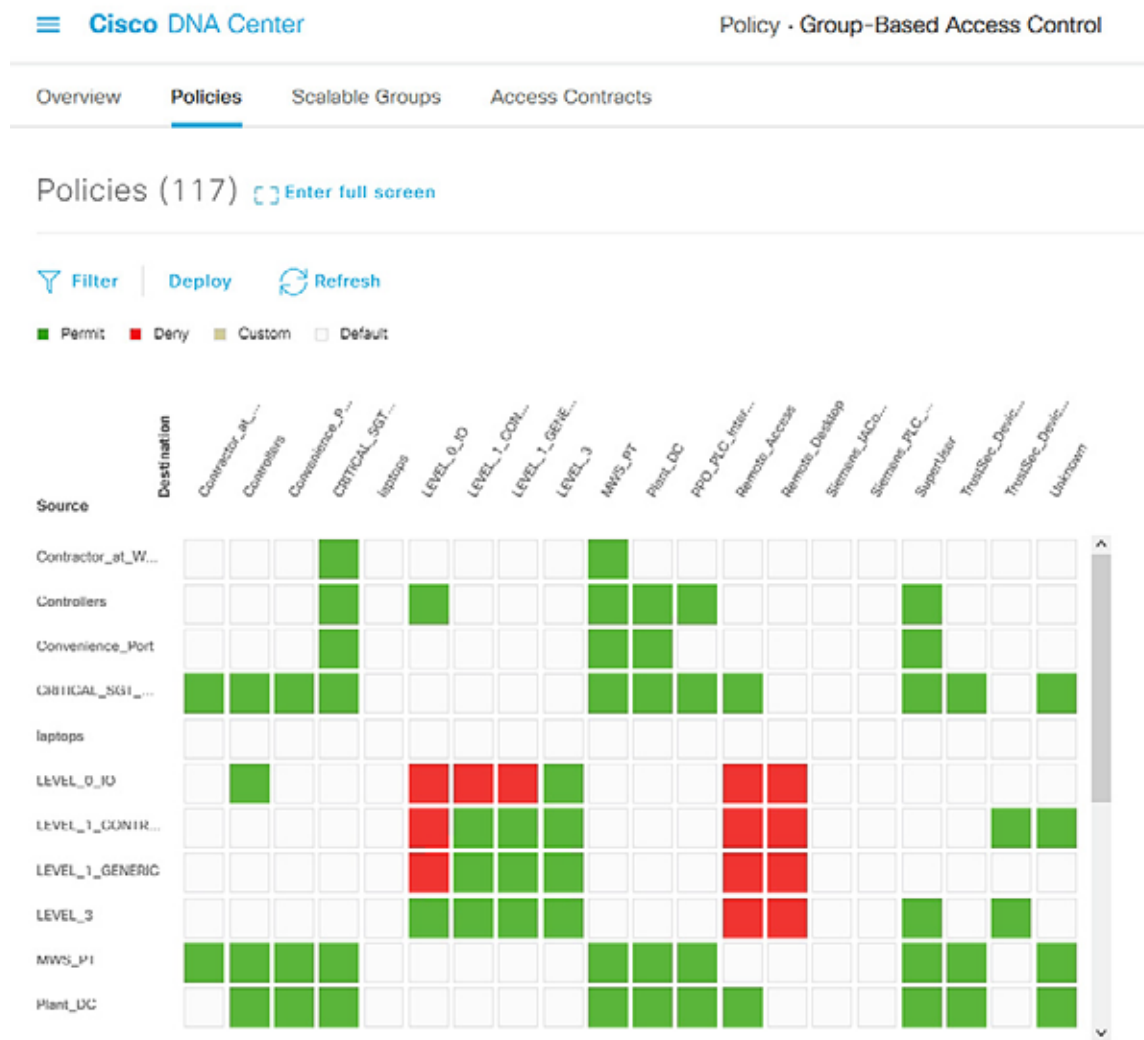 Cisco DNA Center
Policy · Group-Based Access Control
Overview Policies Scalable Groups Access Contracts
Policies (117) Enter full screen
Filter Deploy Refresh
Permit Deny Custom Default
Destination
Contractor_at_...
Controllers
Convenience_P...
CRITICAL_SGT...
laptops
LEVEL_0_IO
LEVEL_1_CON...
LEVEL_1_GENE...
LEVEL_3
MWS_PT
Plant_DC
PPD_PLC_Inter...
Remote_Access
Remote_Desktop
Siemens_IACo...
Siemens_PLC_...
SuperUser
TrustSec_Devic...
TrustSec_Devic...
Unknown
Source
Contractor_at_W...
Controllers
Convenience_Port
CRITICAL_SGT_...
laptops
LEVEL_0_IO
LEVEL_1_CONTR...
LEVEL_1_GENERIC
LEVEL_3
MWS_PT
Plant_DC